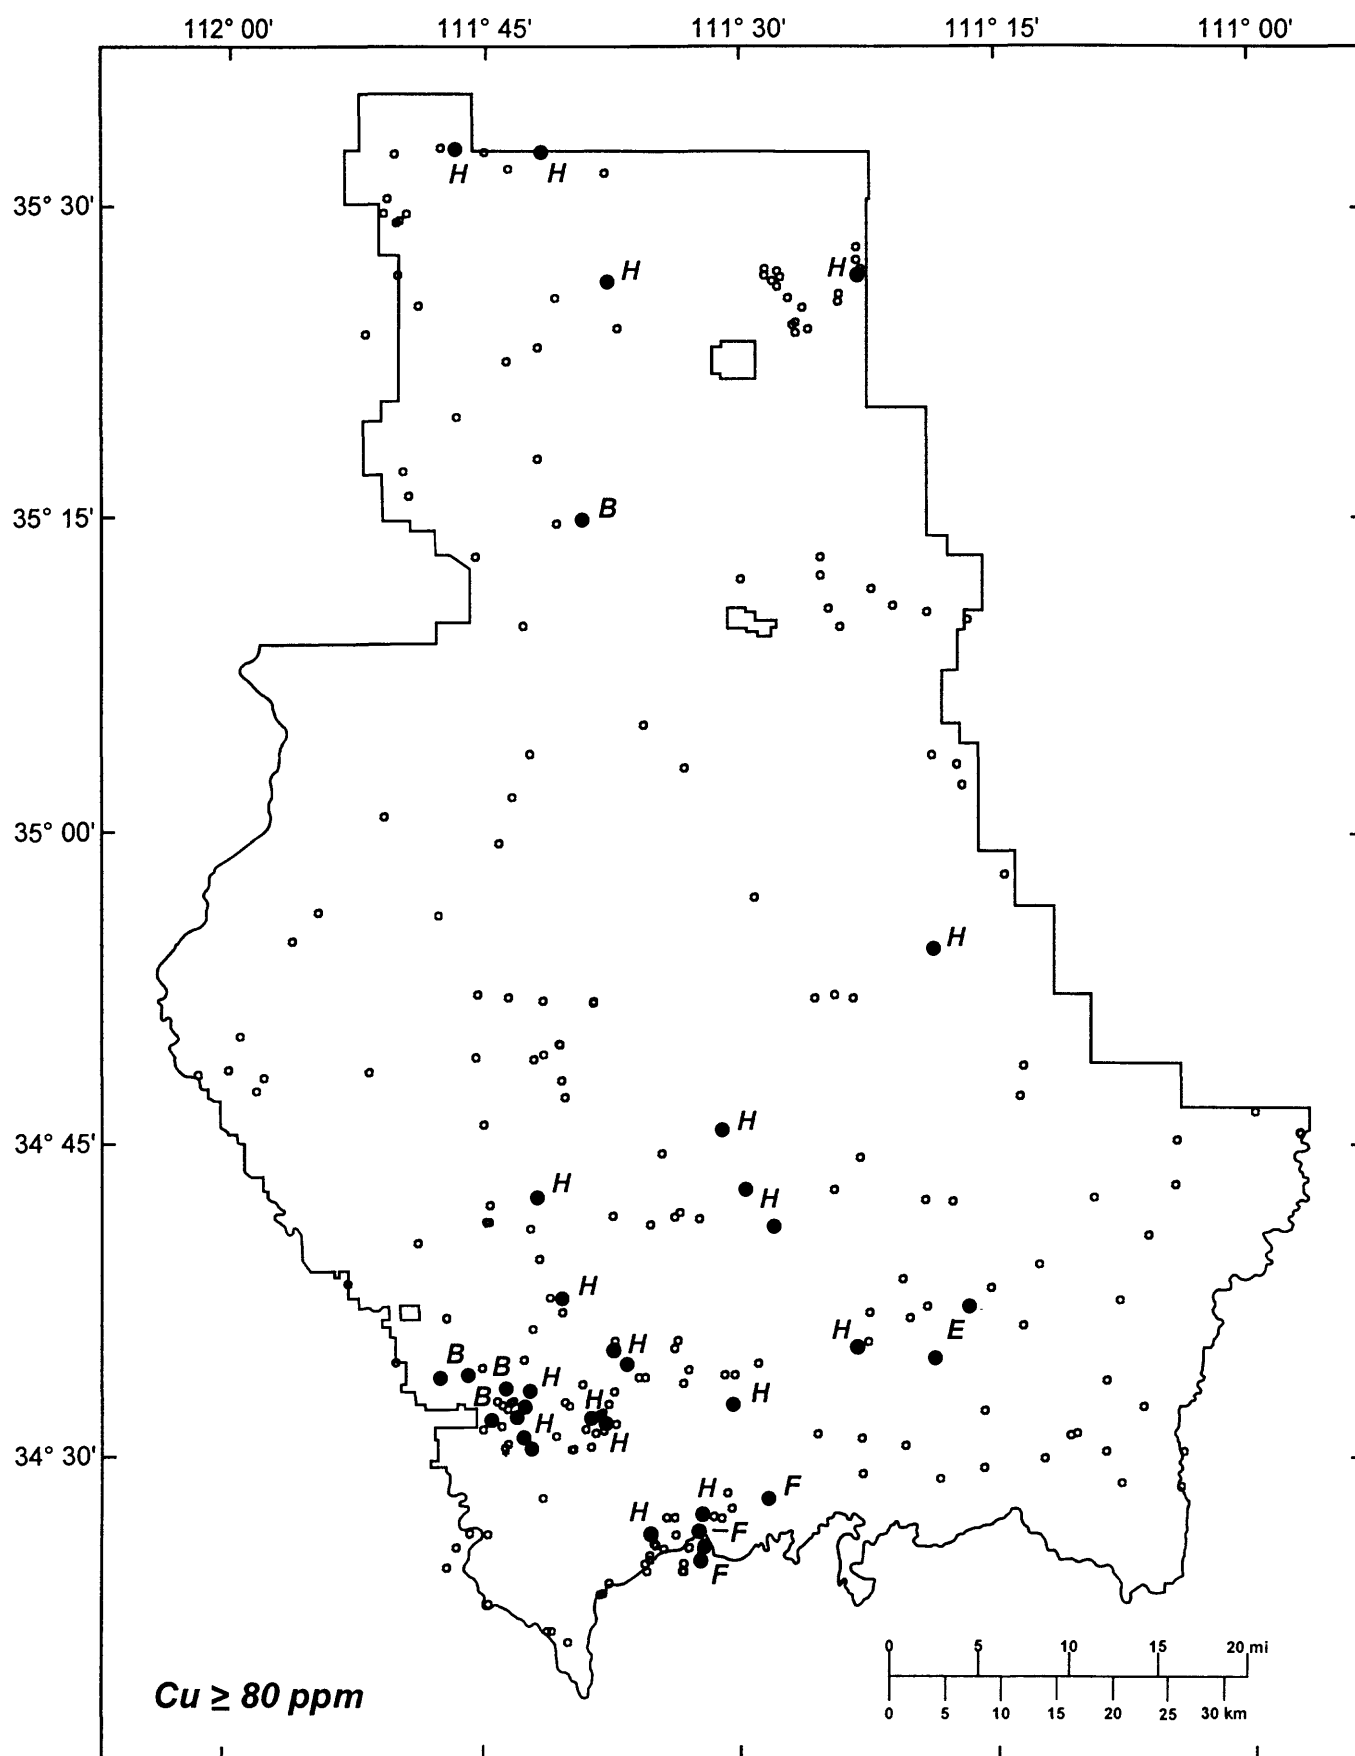 112° 00' 111° 45' 111° 30' 111° 15' 111° 00'
H H
35° 30'
H H
B
35° 15'
35° 00'
H
H
34° 45'
H H
H
H H E
B B H
B H H
H H
34° 30'
H F
H –F
F
0 5 10 15 20 mi
0 5 10 15 20 25 30 km
Cu ≥ 80 ppm